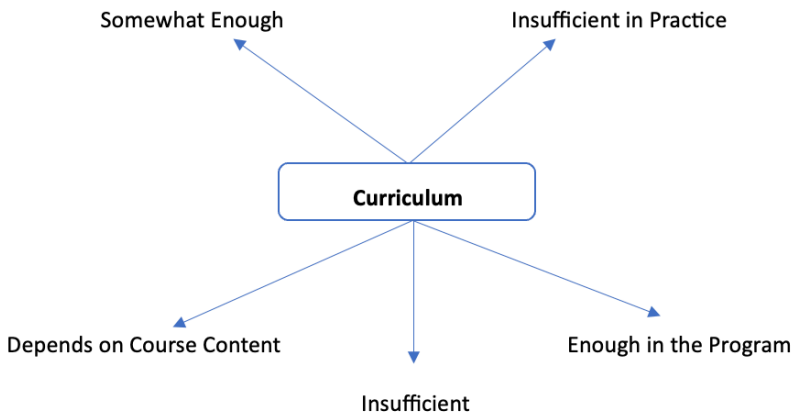 Somewhat Enough
Insufficient in Practice
Curriculum
Depends on Course Content
Enough in the Program
Insufficient